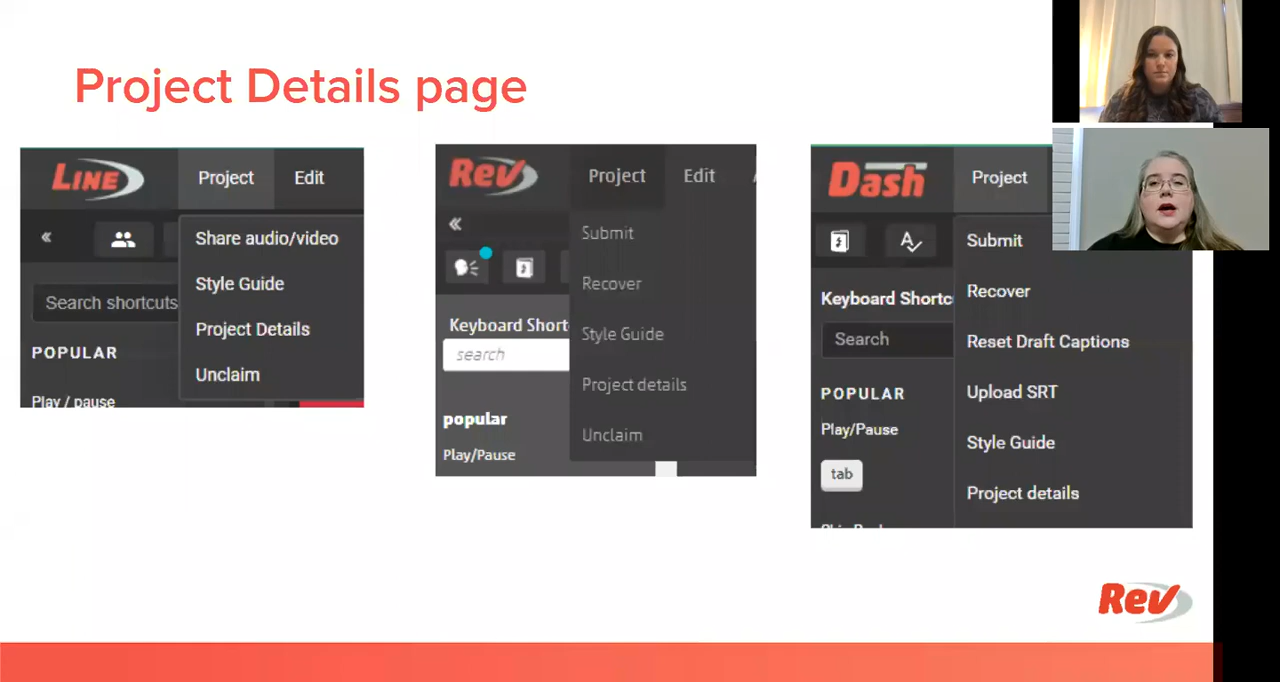 Project Details page
LINE
Project
Edit
Share audio/video
Search shortcuts
Style Guide
Project Details
POPULAR
Unclaim
Play / pause
Rev
Project
Edit
Submit
Recover
Keyboard Short
Style Guide
search
Project details
popular
Unclaim
Play/Pause
Dash
Project
Submit
Keyboard Shortc
Recover
Search
Reset Draft Captions
POPULAR
Upload SRT
Play/Pause
Style Guide
tab
Project details
Rev